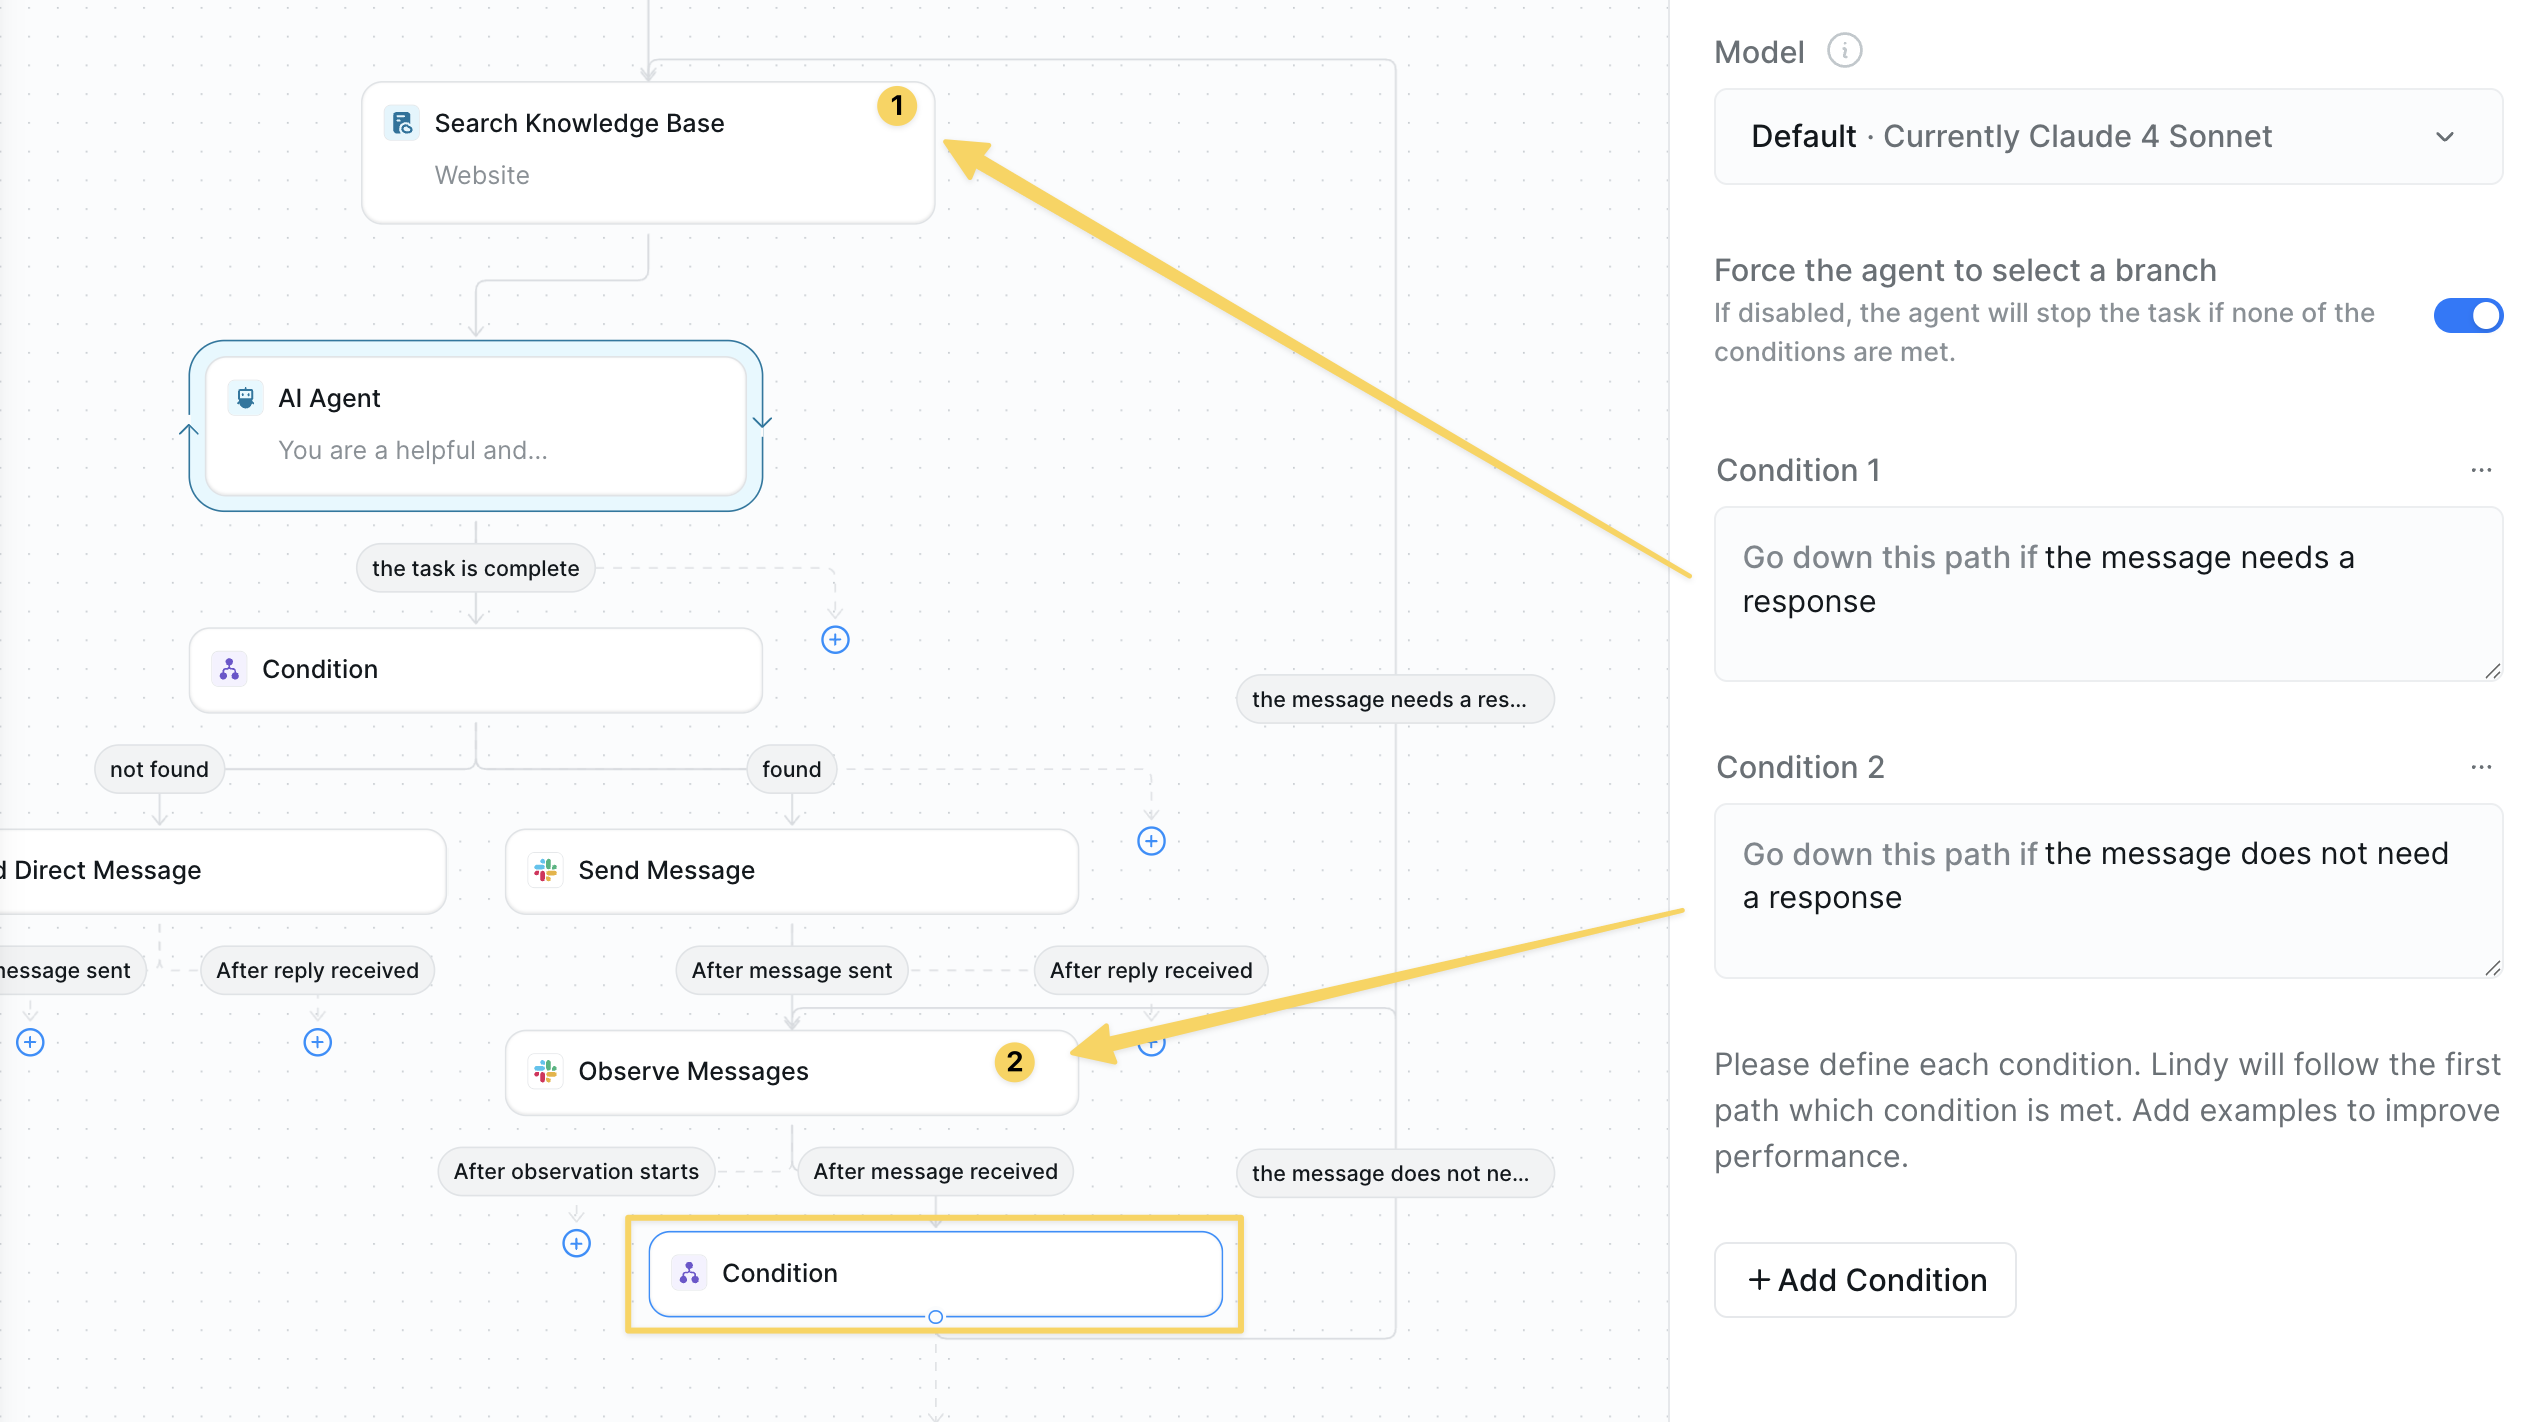 Search Knowledge Base
1
Website
AI Agent
You are a helpful and...
the task is complete
Condition
the message needs a res...
not found
found
d Direct Message
Send Message
message sent
After reply received
After message sent
After reply received
Observe Messages
2
After observation starts
After message received
the message does not ne...
Condition
Model
Default · Currently Claude 4 Sonnet
Force the agent to select a branch
If disabled, the agent will stop the task if none of the
conditions are met.
Condition 1
Go down this path if the message needs a
response
Condition 2
Go down this path if the message does not need
a response
Please define each condition. Lindy will follow the first
path which condition is met. Add examples to improve
performance.
+ Add Condition